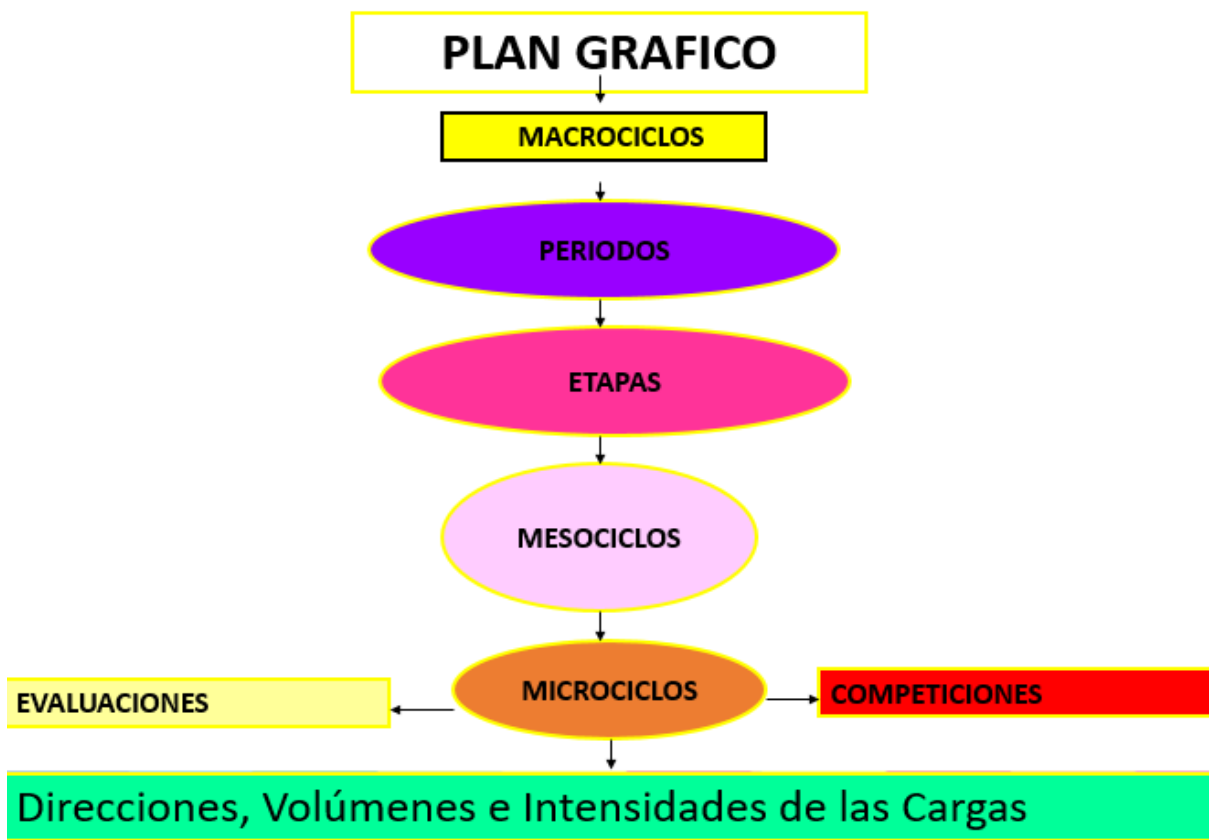 PLAN GRAFICO
MACROCICLOS
PERIODOS
ETAPAS
MESOCICLOS
MICROCICLOS
EVALUACIONES
COMPETICIONES
Direcciones, Volúmenes e Intensidades de las Cargas